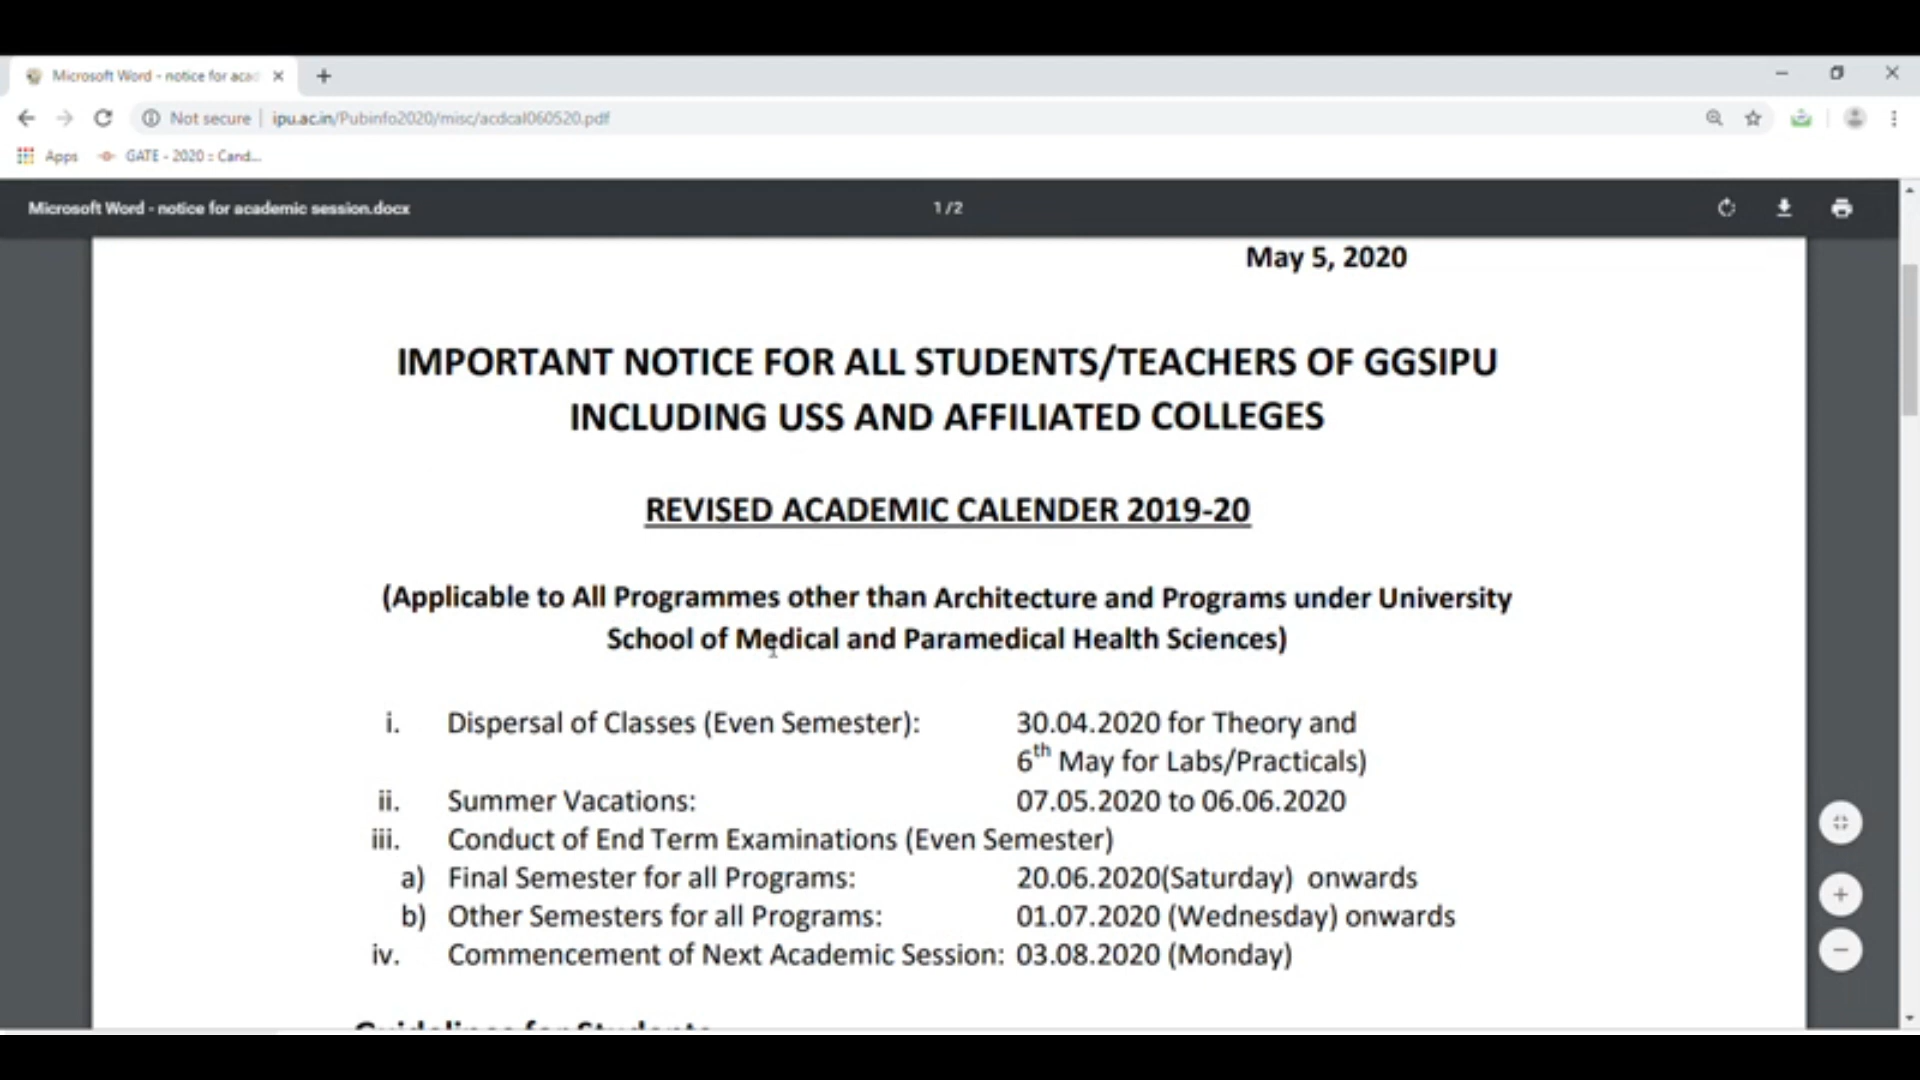 Microsoft Word - notice for acad
Not secure | ipu.ac.in/Pubinfo2020/misc/acdcal060520.pdf
Apps GATE - 2020 :: Cand...
Microsoft Word - notice for academic session.docx 1 / 2
May 5, 2020
IMPORTANT NOTICE FOR ALL STUDENTS/TEACHERS OF GGSIPU
INCLUDING USS AND AFFILIATED COLLEGES
REVISED ACADEMIC CALENDER 2019-20
(Applicable to All Programmes other than Architecture and Programs under University
School of Medical and Paramedical Health Sciences)
i. Dispersal of Classes (Even Semester): 30.04.2020 for Theory and
6th May for Labs/Practicals)
ii. Summer Vacations: 07.05.2020 to 06.06.2020
iii. Conduct of End Term Examinations (Even Semester)
a) Final Semester for all Programs: 20.06.2020(Saturday) onwards
b) Other Semesters for all Programs: 01.07.2020 (Wednesday) onwards
iv. Commencement of Next Academic Session: 03.08.2020 (Monday)
Guidelines for Students